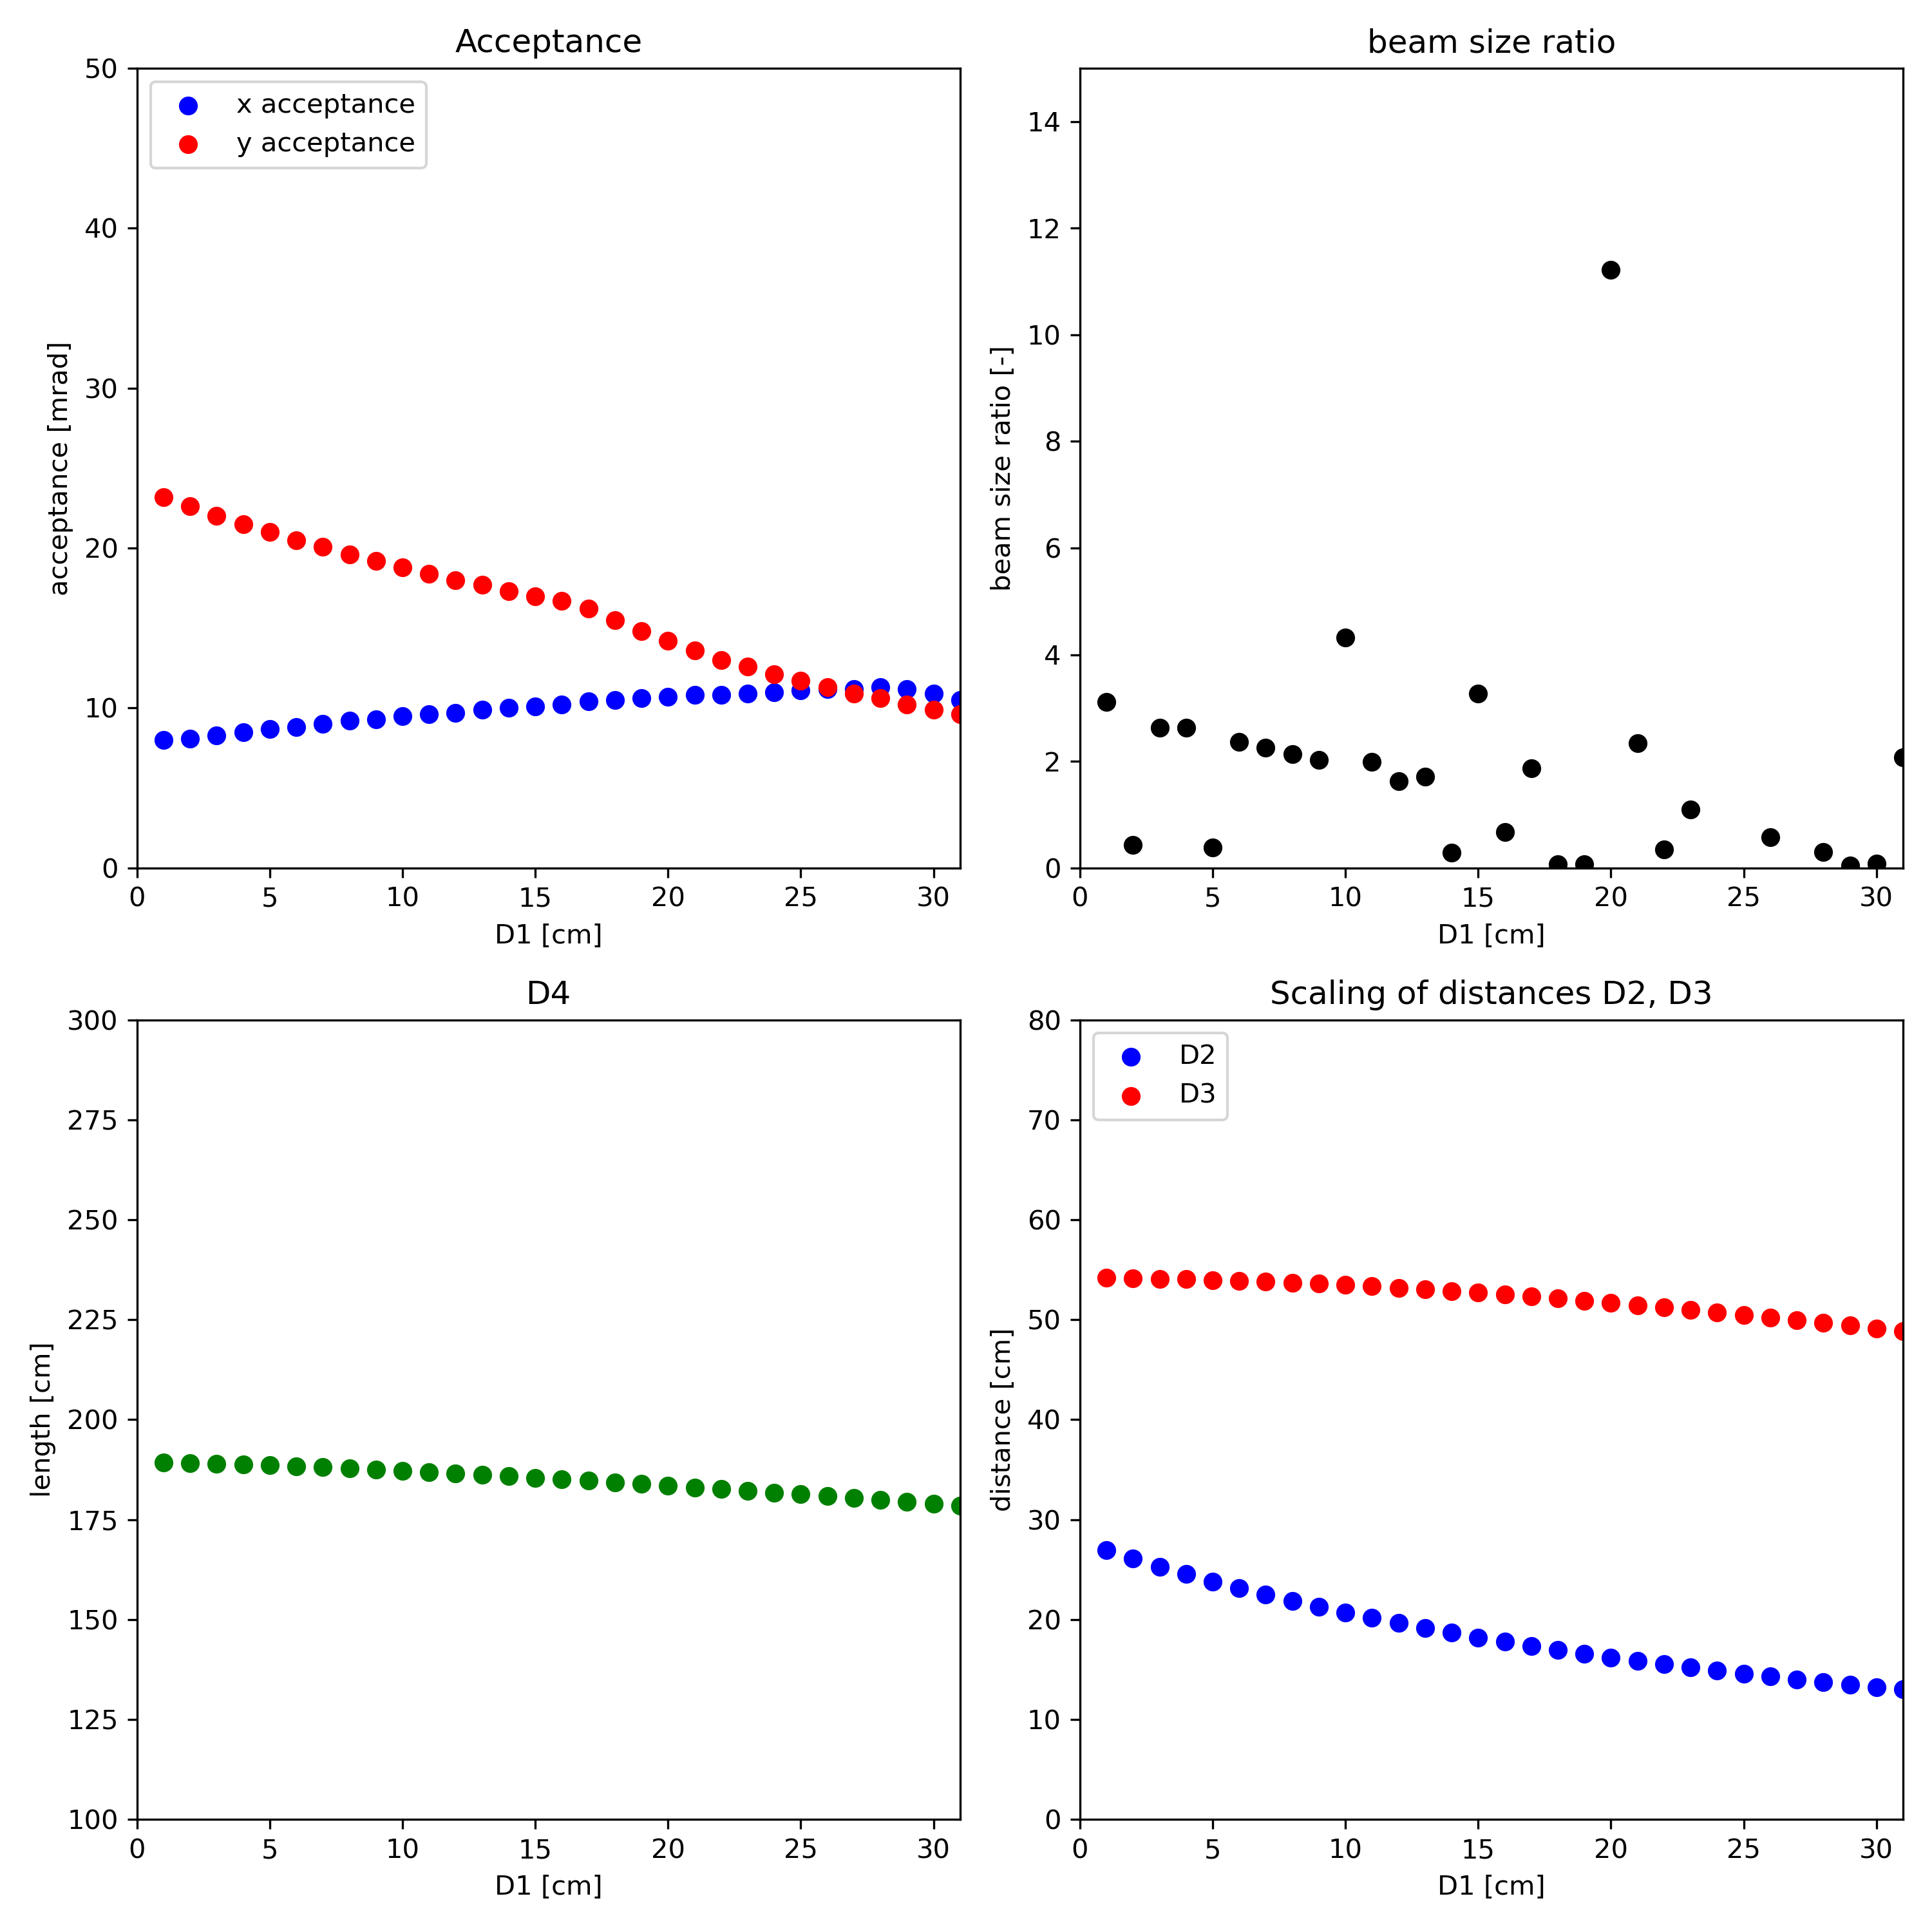 Acceptance
50
40
30
20
10
0
acceptance [mrad]
x acceptance
y acceptance
0 5 10 15 20 25 30
D1 [cm]
beam size ratio
14
12
10
8
6
4
2
0
beam size ratio [-]
0 5 10 15 20 25 30
D1 [cm]
D4
300
275
250
225
200
175
150
125
100
length [cm]
0 5 10 15 20 25 30
D1 [cm]
Scaling of distances D2, D3
80
70
60
50
40
30
20
10
0
distance [cm]
D2
D3
0 5 10 15 20 25 30
D1 [cm]